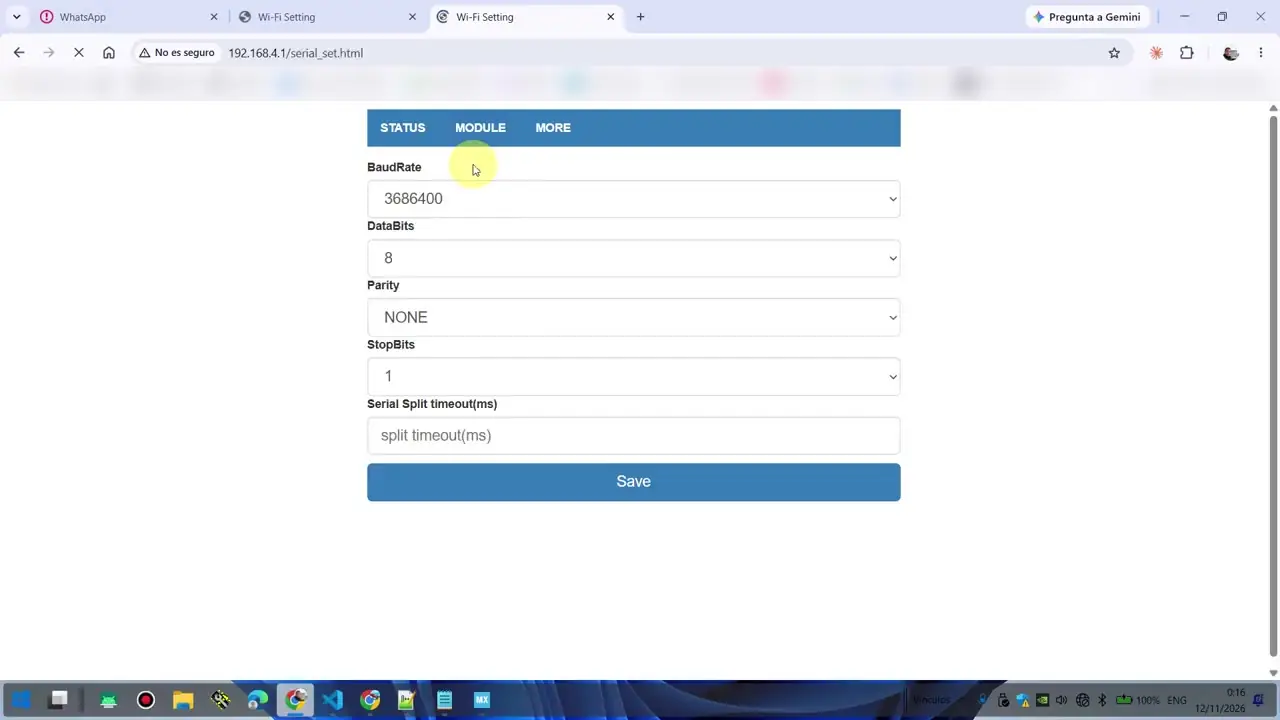 WhatsApp
Wi-Fi Setting
Wi-Fi Setting
Pregunta a Gemini
No es seguro
192.168.4.1/serial_set.html
STATUS MODULE MORE
BaudRate
3686400
DataBits
8
Parity
NONE
StopBits
1
Serial Split timeout(ms)
split timeout(ms)
Save
Vínculos
MX
100%
ENG
0:16
12/11/2026